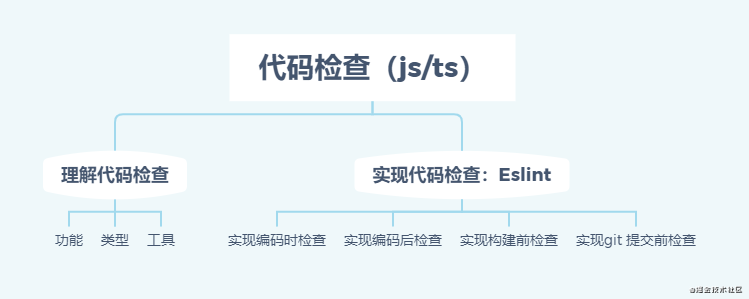 代码检查（js/ts）
理解代码检查
实现代码检查：Eslint
功能
类型
工具
实现编码时检查
实现编码后检查
实现构建前检查
实现git 提交前检查
@掘金技术社区